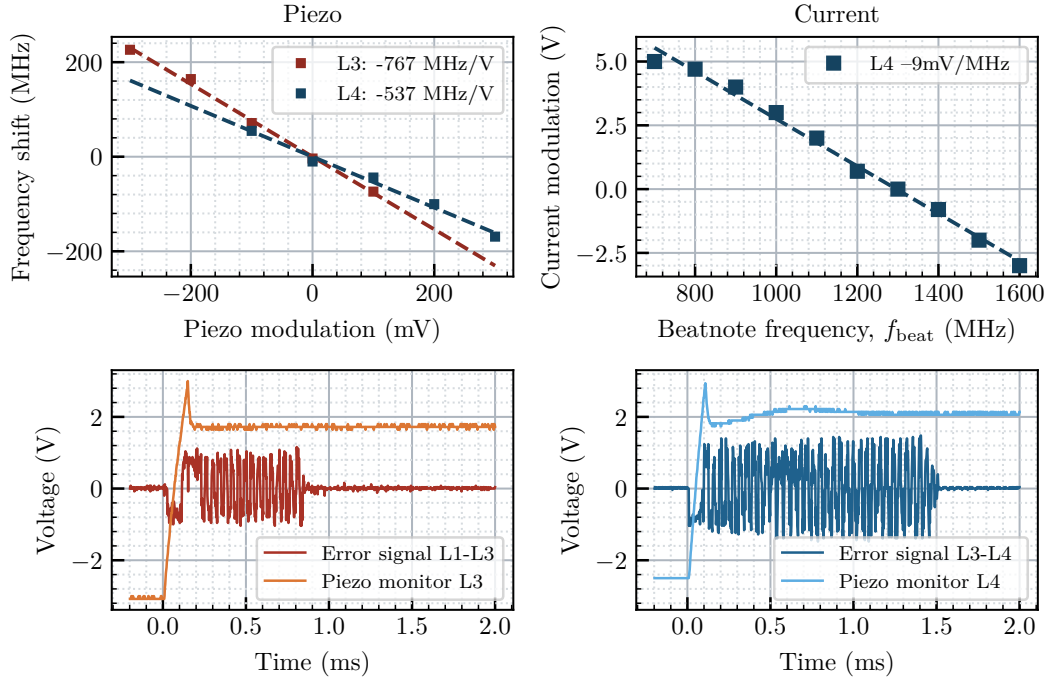 Piezo
Frequency shift (MHz)
200
0
−200
L3: -767 MHz/V
L4: -537 MHz/V
−200
0
200
Piezo modulation (mV)
Current
Current modulation (V)
5.0
2.5
0.0
−2.5
L4 –9mV/MHz
800
1000
1200
1400
1600
Beatnote frequency, f_beat (MHz)
Voltage (V)
2
0
−2
Error signal L1-L3
Piezo monitor L3
0.0
0.5
1.0
1.5
2.0
Time (ms)
Voltage (V)
2
0
−2
Error signal L3-L4
Piezo monitor L4
0.0
0.5
1.0
1.5
2.0
Time (ms)